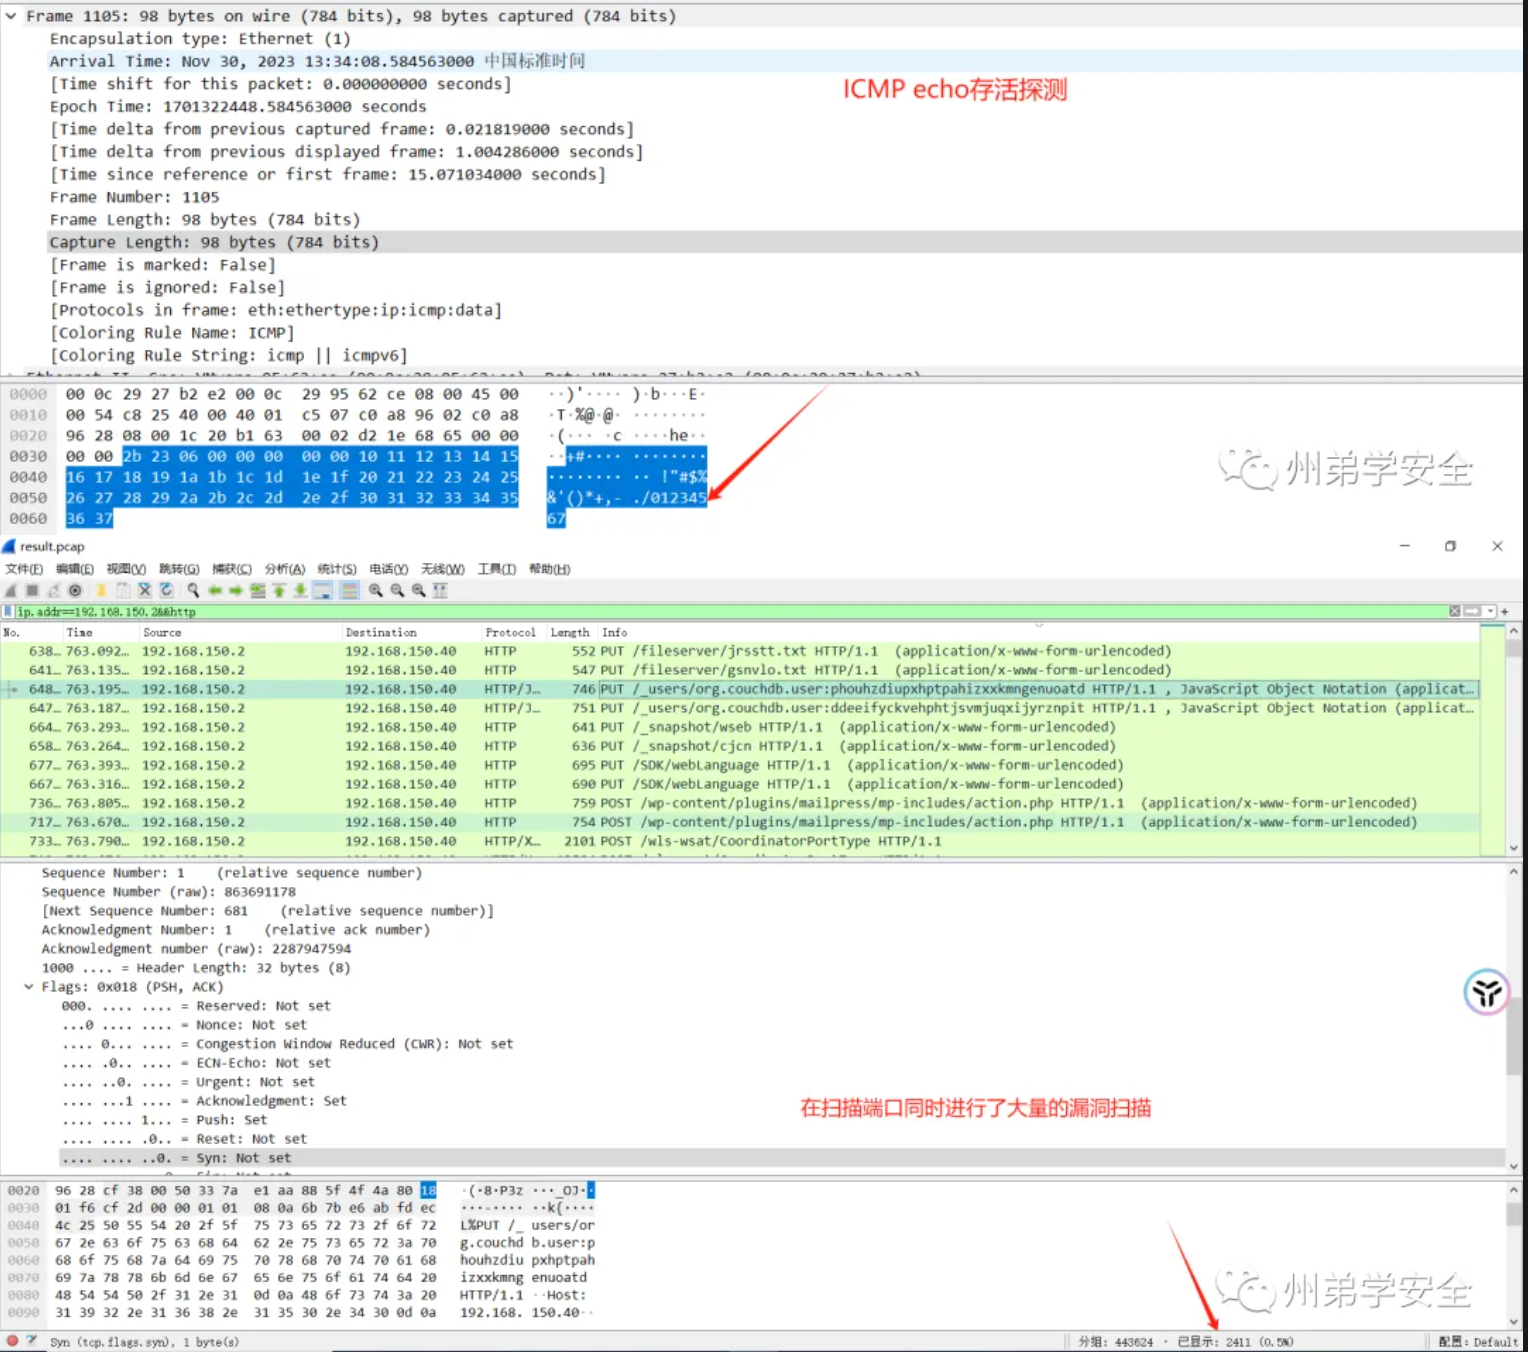 Frame 1105: 98 bytes on wire (784 bits), 98 bytes captured (784 bits)
Encapsulation type: Ethernet (1)
Arrival Time: Nov 30, 2023 13:34:08.584563000 中国标准时间
[Time shift for this packet: 0.000000000 seconds]
ICMP echo存活探测
Epoch Time: 1701322448.584563000 seconds
[Time delta from previous captured frame: 0.021819000 seconds]
[Time delta from previous displayed frame: 1.004286000 seconds]
[Time since reference or first frame: 15.071034000 seconds]
Frame Number: 1105
Frame Length: 98 bytes (784 bits)
Capture Length: 98 bytes (784 bits)
[Frame is marked: False]
[Frame is ignored: False]
[Protocols in frame: eth:ethertype:ip:icmp:data]
[Coloring Rule Name: ICMP]
[Coloring Rule String: icmp || icmpv6]
0000 00 0c 29 27 b2 e2 00 0c 29 95 62 ce 08 00 45 00 ··)'···· )·b···E·
0010 00 54 c8 25 40 00 40 01 c5 07 c0 a8 96 02 c0 a8 ·T·%@·@· ········
0020 96 28 08 00 1c 20 b1 63 00 02 d2 1e 68 65 00 00 ·(··· ·c ····he··
0030 00 00 2b 23 06 00 00 00 00 00 10 11 12 13 14 15 ··+#···· ········
0040 16 17 18 19 1a 1b 1c 1d 1e 1f 20 21 22 23 24 25 ········ ·· !"#$%
0050 26 27 28 29 2a 2b 2c 2d 2e 2f 30 31 32 33 34 35 &'()*+,- ./012345
0060 36 37 67
州弟学安全
result.pcap
文件(F) 编辑(E) 视图(V) 跳转(G) 捕获(C) 分析(A) 统计(S) 电话(Y) 无线(W) 工具(T) 帮助(H)
ip.addr==192.168.150.2&&http
No. Time Source Destination Protocol Length Info
638… 763.092… 192.168.150.2 192.168.150.40 HTTP 552 PUT /fileserver/jrsstt.txt HTTP/1.1 (application/x-www-form-urlencoded)
641… 763.135… 192.168.150.2 192.168.150.40 HTTP 547 PUT /fileserver/gsnvlo.txt HTTP/1.1 (application/x-www-form-urlencoded)
648… 763.195… 192.168.150.2 192.168.150.40 HTTP/J… 746 PUT /_users/org.couchdb.user:phouhzdiupxhptpahizxxkmngenuoatd HTTP/1.1 , JavaScript Object Notation (applicat…
647… 763.187… 192.168.150.2 192.168.150.40 HTTP/J… 751 PUT /_users/org.couchdb.user:ddeeifyckvehphtjsvmjuqxijyrznpit HTTP/1.1 , JavaScript Object Notation (applicat…
664… 763.293… 192.168.150.2 192.168.150.40 HTTP 641 PUT /_snapshot/wseb HTTP/1.1 (application/x-www-form-urlencoded)
658… 763.264… 192.168.150.2 192.168.150.40 HTTP 636 PUT /_snapshot/cjcn HTTP/1.1 (application/x-www-form-urlencoded)
677… 763.393… 192.168.150.2 192.168.150.40 HTTP 695 PUT /SDK/webLanguage HTTP/1.1 (application/x-www-form-urlencoded)
667… 763.316… 192.168.150.2 192.168.150.40 HTTP 690 PUT /SDK/webLanguage HTTP/1.1 (application/x-www-form-urlencoded)
736… 763.805… 192.168.150.2 192.168.150.40 HTTP 759 POST /wp-content/plugins/mailpress/mp-includes/action.php HTTP/1.1 (application/x-www-form-urlencoded)
717… 763.670… 192.168.150.2 192.168.150.40 HTTP 754 POST /wp-content/plugins/mailpress/mp-includes/action.php HTTP/1.1 (application/x-www-form-urlencoded)
733… 763.790… 192.168.150.2 192.168.150.40 HTTP/X… 2101 POST /wls-wsat/CoordinatorPortType HTTP/1.1
Sequence Number: 1 (relative sequence number)
Sequence Number (raw): 863691178
[Next Sequence Number: 681 (relative sequence number)]
Acknowledgment Number: 1 (relative ack number)
Acknowledgment number (raw): 2287947594
1000 .... = Header Length: 32 bytes (8)
Flags: 0x018 (PSH, ACK)
000. .... .... = Reserved: Not set
...0 .... .... = Nonce: Not set
.... 0... .... = Congestion Window Reduced (CWR): Not set
.... .0.. .... = ECN-Echo: Not set
.... ..0. .... = Urgent: Not set
.... ...1 .... = Acknowledgment: Set
在扫描端口同时进行了大量的漏洞扫描
.... .... 1... = Push: Set
.... .... .0.. = Reset: Not set
.... .... ..0. = Syn: Not set
0020 96 28 cf 38 00 50 33 7a e1 aa 88 5f 4f 4a 80 18 ·(·8·P3z ···_OJ··
0030 01 f6 cf 2d 00 00 01 01 08 0a 6b 7b e6 ab fd ec ···-···· ··k{····
0040 4c 25 50 55 54 20 2f 5f 75 73 65 72 73 2f 6f 72 L%PUT /_ users/or
0050 67 2e 63 6f 75 63 68 64 62 2e 75 73 65 72 3a 70 g.couchd b.user:p
0060 68 6f 75 68 7a 64 69 75 70 78 68 70 74 70 61 68 houhzdiu pxhptpah
0070 69 7a 78 78 6b 6d 6e 67 65 6e 75 6f 61 74 64 20 izxxkmng enuoatd
0080 48 54 54 50 2f 31 2e 31 0d 0a 48 6f 73 74 3a 20 HTTP/1.1 ··Host:
0090 31 39 32 2e 31 36 38 2e 31 35 30 2e 34 30 0d 0a 192.168. 150.40··
州弟学安全
Syn (tcp.flags.syn), 1 byte(s) 分组: 443624 · 已显示: 2411 (0.5%) 配置: Default